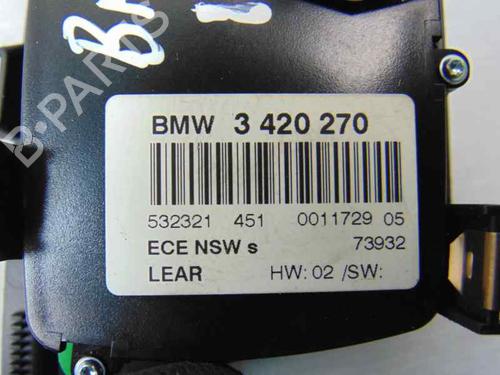 B-PARTS
BMW 3 420 270
532321 451 0011729 05
ECE NSW s 73932
LEAR HW: 02 /SW: